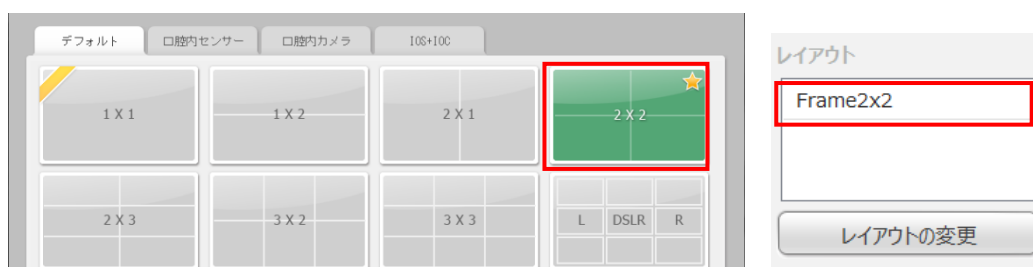 デフォルト
口腔内センサー
口腔内カメラ
IOS+IOC
1 X 1
1 X 2
2 X 1
2 X 2
2 X 3
3 X 2
3 X 3
L DSLR R
レイアウト
Frame2x2
レイアウトの変更